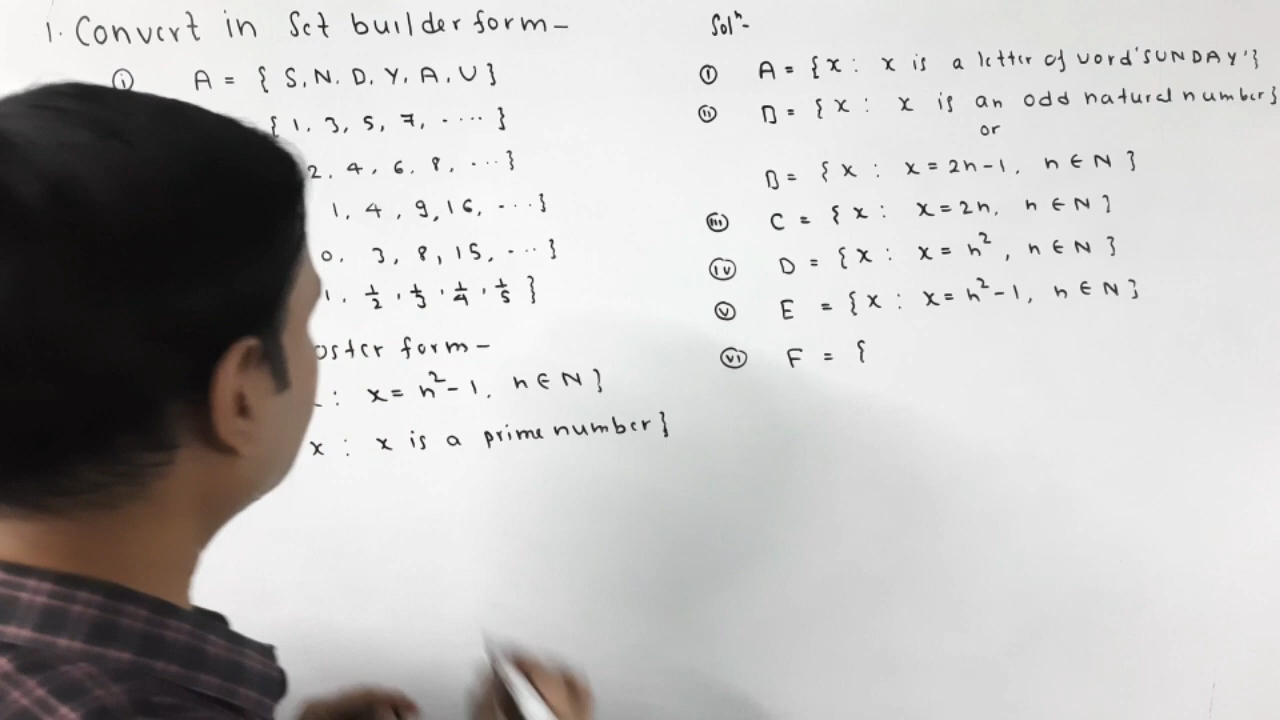 1. Convert in Set builder form –
(i) A = { S, N. D, Y, A, U }
{ 1, 3, 5, 7, ..... }
2, 4, 6, 8, ... }
1, 4, 9, 16, .... }
0, 3, 8, 15, .... }
1, 1/2, 1/3, 1/4, 1/5 }
oster form –
: x = n² – 1, n ∈ N }
x : x is a prime number }
Solⁿ-
(i) A = { x : x is a letter of word 'SUNDAY' }
(ii) B = { x : x is an odd natural number }
or
B = { x : x = 2n – 1, n ∈ N }
(iii) C = { x : x = 2n, n ∈ N }
(iv) D = { x : x = n², n ∈ N }
(v) E = { x : x = n² – 1, n ∈ N }
(vi) F = {